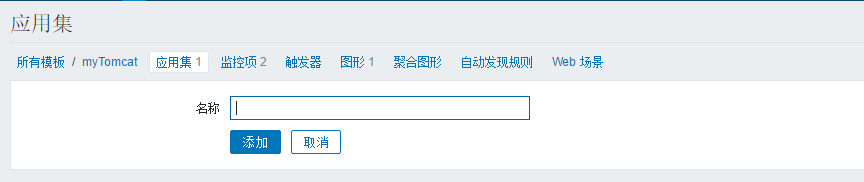 应用集
所有模板 / myTomcat 应用集 1 监控项 2 触发器 图形 1 聚合图形 自动发现规则 Web 场景
名称
添加 取消